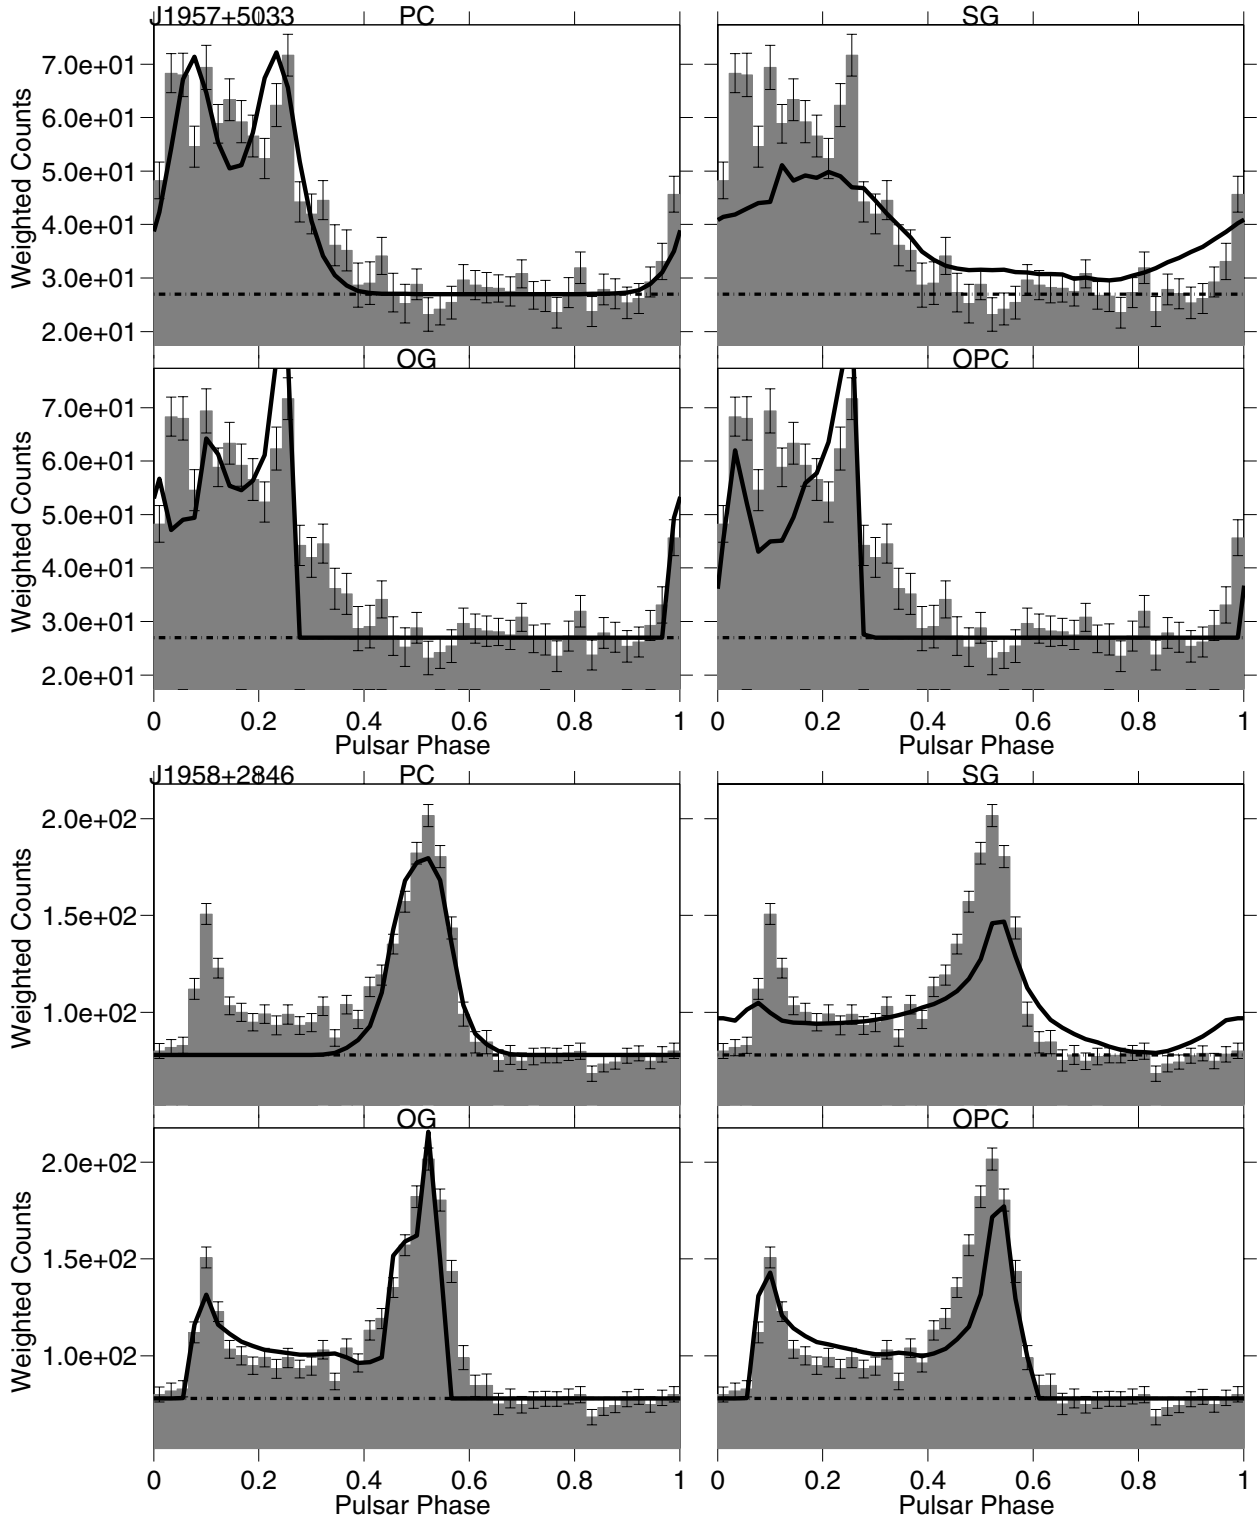 J1957+5033 PC SG
Weighted Counts
7.0e+01
6.0e+01
5.0e+01
4.0e+01
3.0e+01
2.0e+01
OG OPC
Weighted Counts
7.0e+01
6.0e+01
5.0e+01
4.0e+01
3.0e+01
2.0e+01
0 0.2 0.4 0.6 0.8 1 0 0.2 0.4 0.6 0.8 1
Pulsar Phase Pulsar Phase
J1958+2846 PC SG
Weighted Counts
2.0e+02
1.5e+02
1.0e+02
OG OPC
Weighted Counts
2.0e+02
1.5e+02
1.0e+02
0 0.2 0.4 0.6 0.8 1 0 0.2 0.4 0.6 0.8 1
Pulsar Phase Pulsar Phase